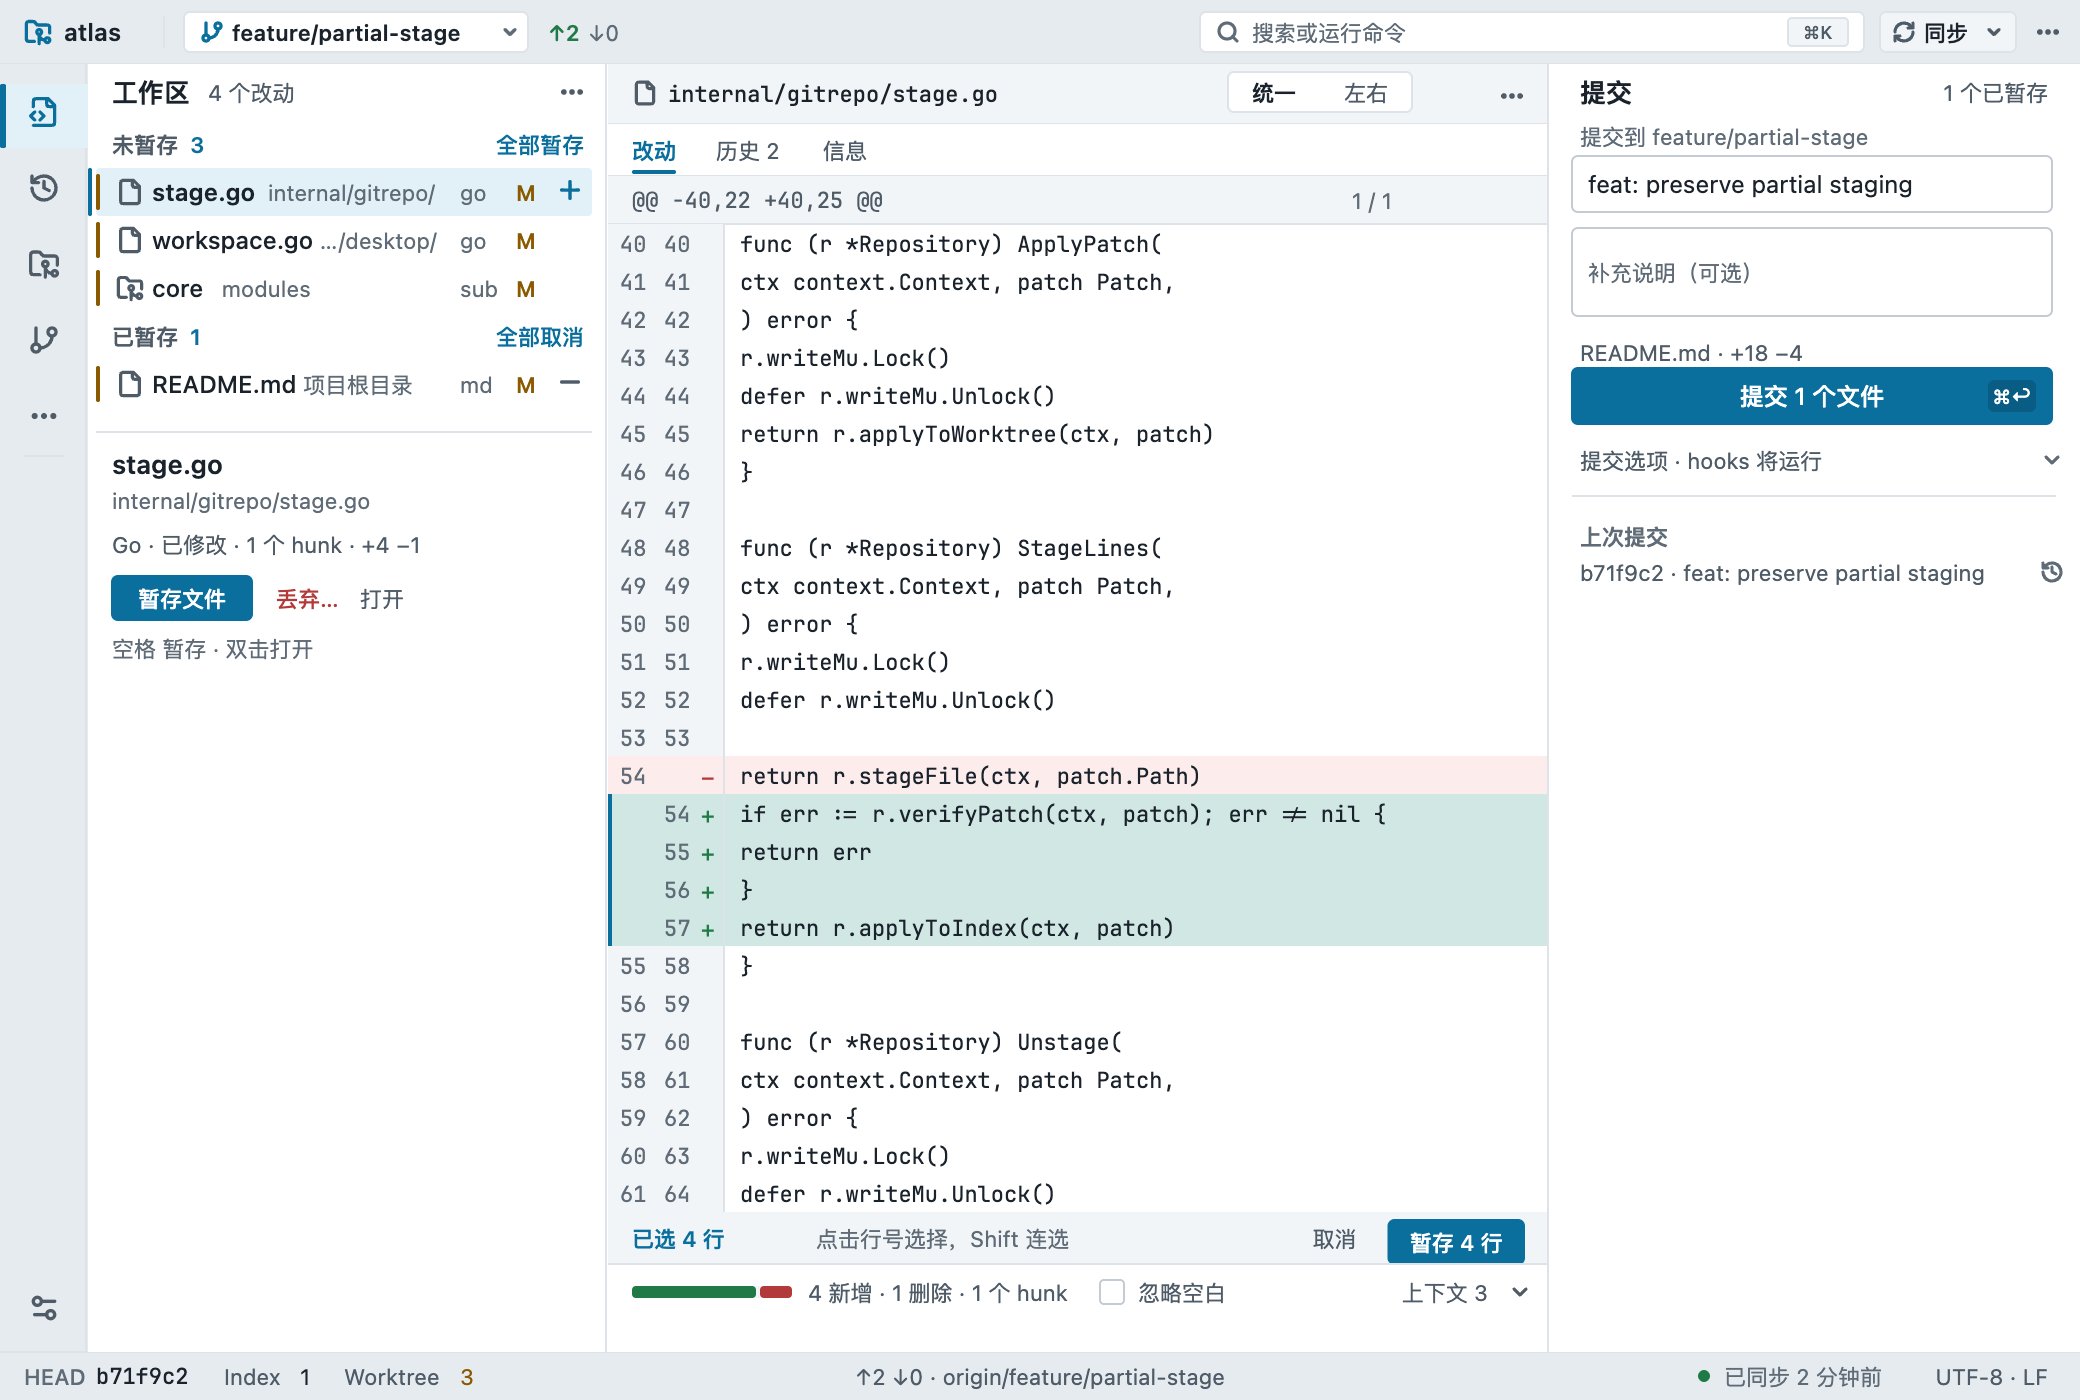 atlas
feature/partial-stage
↑2 ↓0
搜索或运行命令
⌘K
同步
工作区 4 个改动
未暂存 3 全部暂存
stage.go internal/gitrepo/ go M +
workspace.go …/desktop/ go M
core modules sub M
已暂存 1 全部取消
README.md 项目根目录 md M −
stage.go
internal/gitrepo/stage.go
Go · 已修改 · 1 个 hunk · +4 −1
暂存文件 丢弃… 打开
空格 暂存 · 双击打开
internal/gitrepo/stage.go
统一 左右
改动 历史 2 信息
@@ -40,22 +40,25 @@ 1 / 1
40 40 func (r *Repository) ApplyPatch(
41 41 ctx context.Context, patch Patch,
42 42 ) error {
43 43 r.writeMu.Lock()
44 44 defer r.writeMu.Unlock()
45 45 return r.applyToWorktree(ctx, patch)
46 46 }
47 47
48 48 func (r *Repository) StageLines(
49 49 ctx context.Context, patch Patch,
50 50 ) error {
51 51 r.writeMu.Lock()
52 52 defer r.writeMu.Unlock()
53 53
54 − return r.stageFile(ctx, patch.Path)
54 + if err := r.verifyPatch(ctx, patch); err != nil {
55 + return err
56 + }
57 + return r.applyToIndex(ctx, patch)
55 58 }
56 59
57 60 func (r *Repository) Unstage(
58 61 ctx context.Context, patch Patch,
59 62 ) error {
60 63 r.writeMu.Lock()
61 64 defer r.writeMu.Unlock()
已选 4 行 点击行号选择，Shift 连选 取消 暂存 4 行
4 新增 · 1 删除 · 1 个 hunk 忽略空白 上下文 3
提交 1 个已暂存
提交到 feature/partial-stage
feat: preserve partial staging
补充说明（可选）
README.md · +18 −4
提交 1 个文件 ⌘↩
提交选项 · hooks 将运行
上次提交
b71f9c2 · feat: preserve partial staging
HEAD b71f9c2 Index 1 Worktree 3
↑2 ↓0 · origin/feature/partial-stage
已同步 2 分钟前 UTF-8 · LF